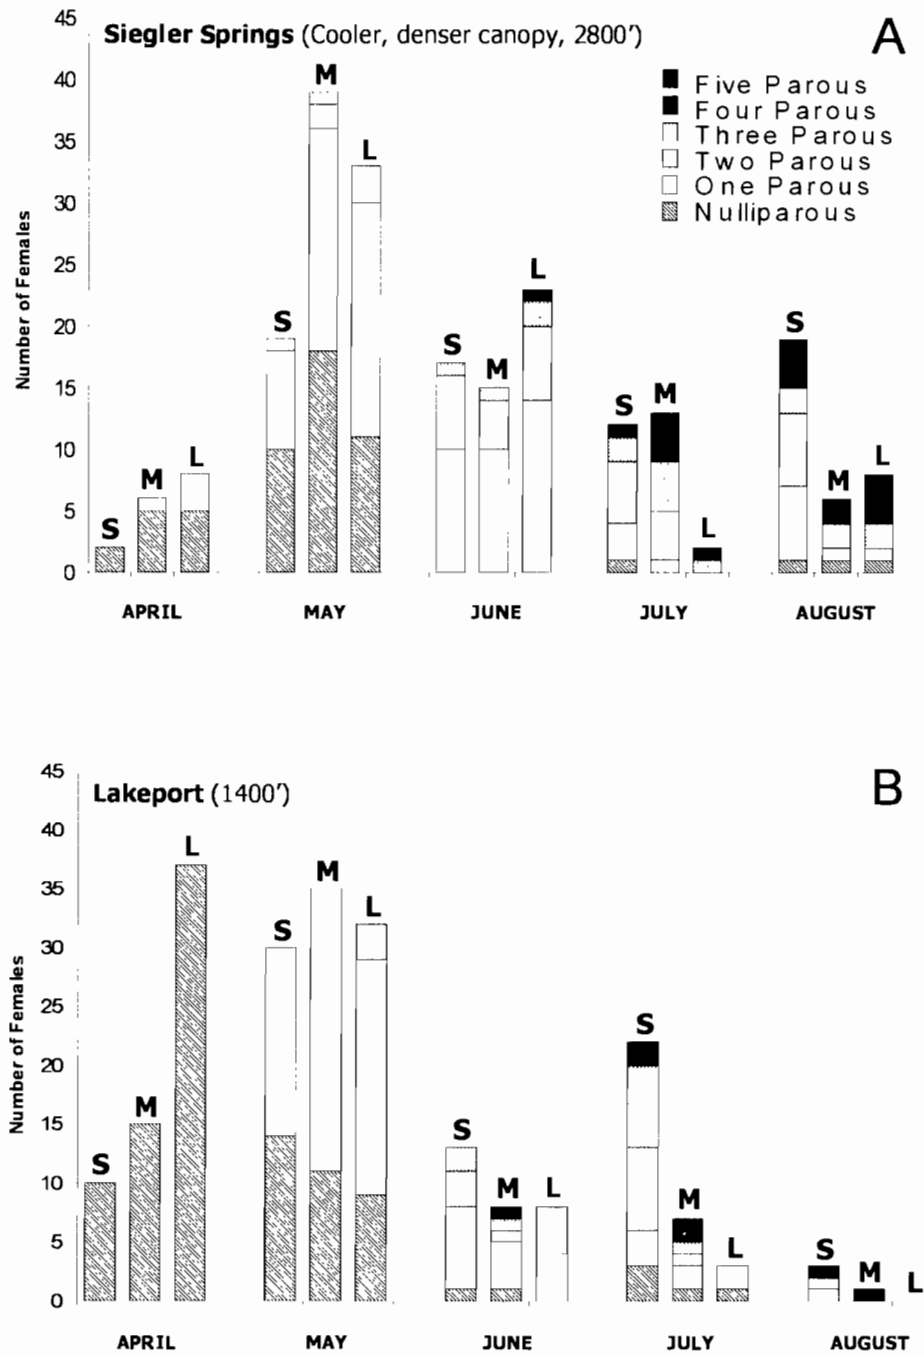 45
Siegler Springs (Cooler, denser canopy, 2800')
A
40
M
Five Parous
Four Parous
35
L
Three Parous
Two Parous
One Parous
30
Nulliparous
25
L
Number of Females
20
S
S
S
15
M
S
M
10
M
L
M
L
5
S
L
0
APRIL MAY JUNE JULY AUGUST
45
Lakeport (1400')
B
40
L
M
35
L
30
S
Number of Females
25
S
20
15
M
S
10
S
M
L
M
5
L
S
M
L
0
APRIL MAY JUNE JULY AUGUST